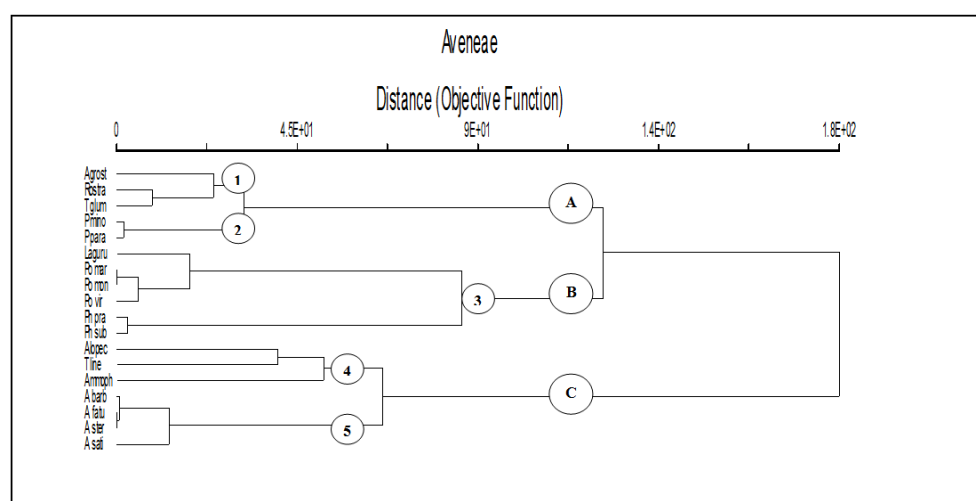 Aveneae
Distance (Objective Function)
0 4.5E+01 9E+01 1.4E+02 1.8E+02
Agrost
Rostra
T glum
P mino
P para
Laguru
Po mar
Po mon
Po vir
Ph pra
Ph sub
Alopec
T line
Ammoph
A barb
A fatu
A ster
A sati
1
A
2
3
B
4
C
5